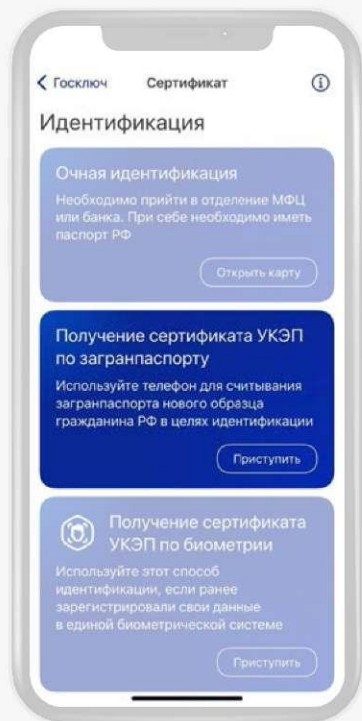 Госключ
Сертификат
Идентификация
Очная идентификация
Необходимо прийти в отделение МФЦ
или банка. При себе необходимо иметь
паспорт РФ
Открыть карту
Получение сертификата УКЭП
по загранпаспорту
Используйте телефон для считывания
загранпаспорта нового образца
гражданина РФ в целях идентификации
Приступить
Получение сертификата
УКЭП по биометрии
Используйте этот способ
идентификации, если ранее
зарегистрировали свои данные
в единой биометрической системе
Приступить